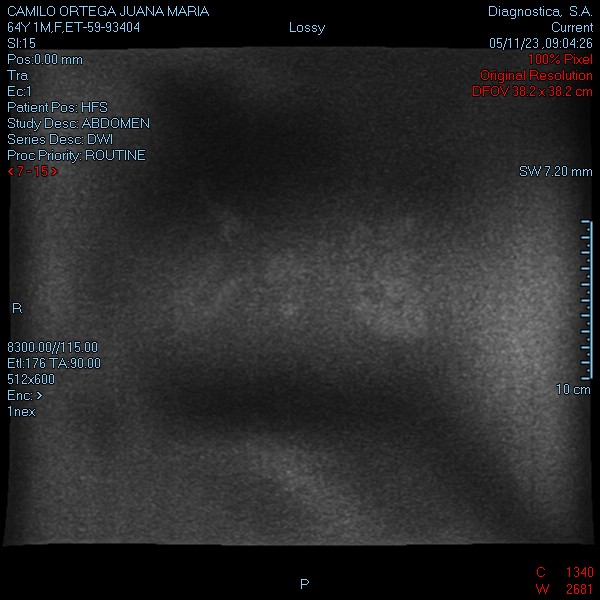 CAMILO ORTEGA JUANA MARIA
64Y 1M,F,ET-59-93404
SI:15
Pos:0.00 mm
Tra
Ec:1
Patient Pos: HFS
Study Desc: ABDOMEN
Series Desc: DWI
Proc Priority: ROUTINE
< 7 - 15 >
Lossy
Diagnostica, S.A.
Current
05/11/23 ,09:04:26
100% Pixel
Original Resolution
DFOV 38.2 x 38.2 cm
SW 7.20 mm
R
8300.00//115.00
Etl:176 TA:90.00
512x600
Enc: >
1nex
10 cm
P
C 1340
W 2681